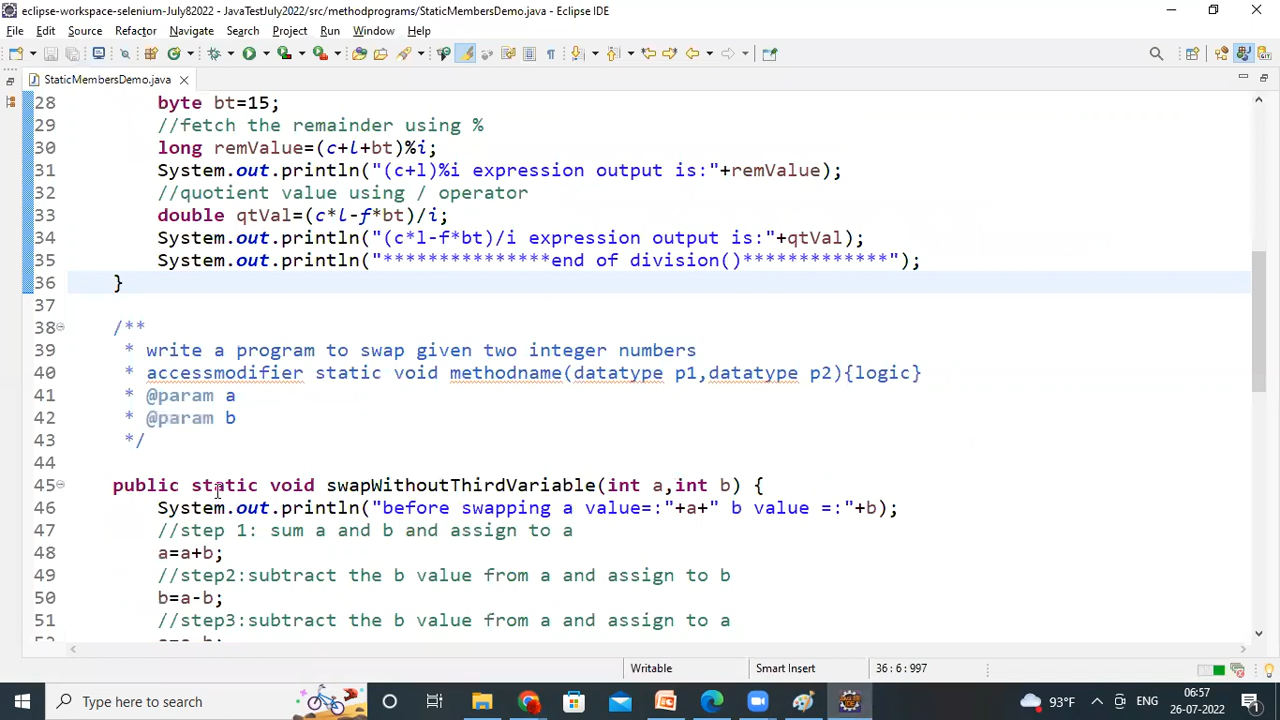 eclipse-workspace-selenium-July82022 - JavaTestJuly2022/src/methodprograms/StaticMembersDemo.java - Eclipse IDE
File Edit Source Refactor Navigate Search Project Run Window Help
StaticMembersDemo.java
28 byte bt=15;
29 //fetch the remainder using %
30 long remValue=(c+l+bt)%i;
31 System.out.println("(c+l)%i expression output is:"+remValue);
32 //quotient value using / operator
33 double qtVal=(c*l-f*bt)/i;
34 System.out.println("(c*l-f*bt)/i expression output is:"+qtVal);
35 System.out.println("***************end of division()*************");
36 }
37
38 /**
39 * write a program to swap given two integer numbers
40 * accessmodifier static void methodname(datatype p1,datatype p2){logic}
41 * @param a
42 * @param b
43 */
44
45 public static void swapWithoutThirdVariable(int a,int b) {
46 System.out.println("before swapping a value=:"+a+" b value =:"+b);
47 //step 1: sum a and b and assign to a
48 a=a+b;
49 //step2:subtract the b value from a and assign to b
50 b=a-b;
51 //step3:subtract the b value from a and assign to a
Writable Smart Insert 36 : 6 : 997
Type here to search 93°F ENG 06:57
26-07-2022